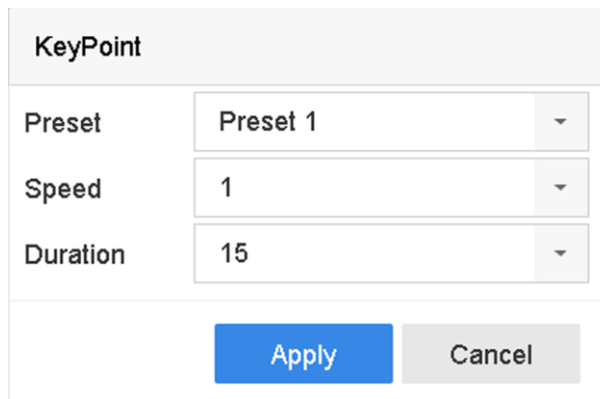 KeyPoint
Preset Preset 1
Speed 1
Duration 15
Apply Cancel